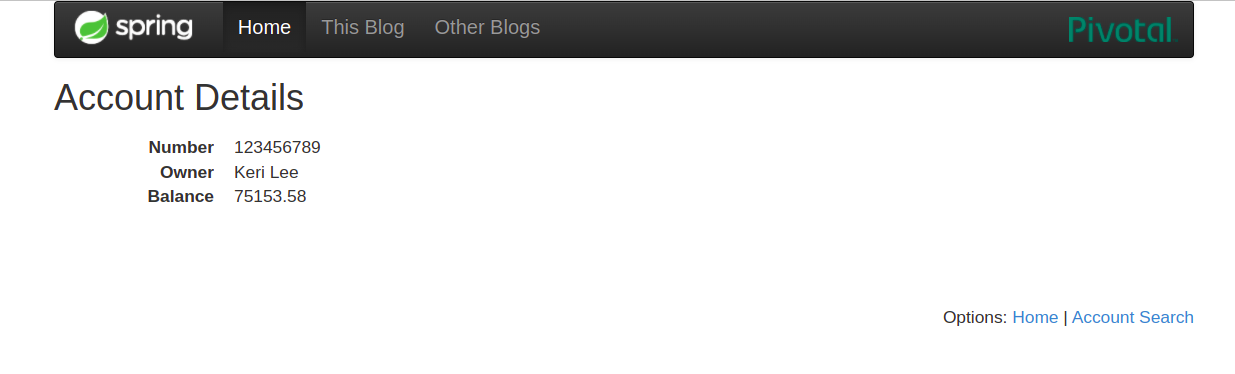 spring Home This Blog Other Blogs Pivotal
Account Details
Number 123456789
Owner Keri Lee
Balance 75153.58
Options: Home | Account Search